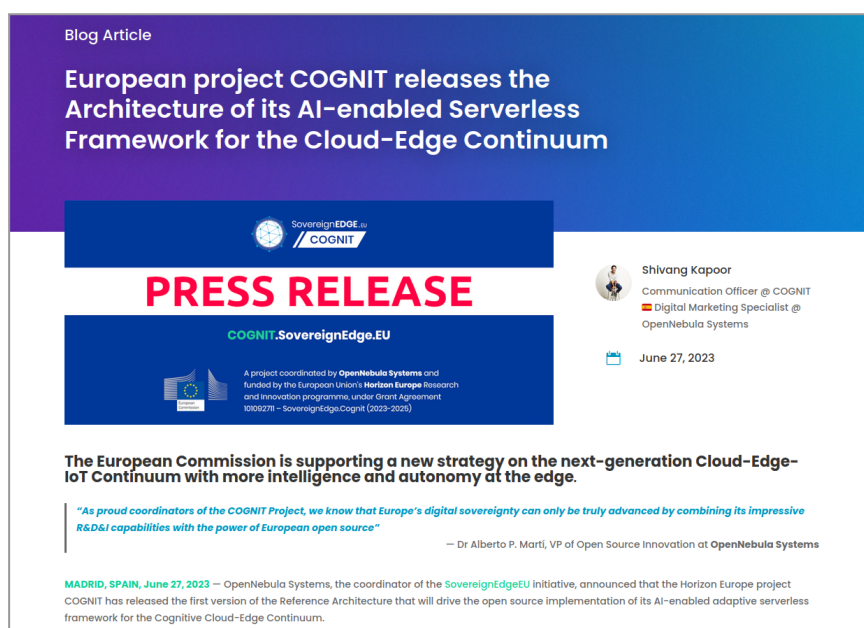 Blog Article
European project COGNIT releases the
Architecture of its AI-enabled Serverless
Framework for the Cloud-Edge Continuum
SovereignEDGE.eu
COGNIT
PRESS RELEASE
COGNIT.SovereignEdge.EU
European
Commission
A project coordinated by OpenNebula Systems and
funded by the European Union's Horizon Europe Research
and Innovation programme, under Grant Agreement
101092711 – SovereignEdge.Cognit (2023-2025)
Shivang Kapoor
Communication Officer @ COGNIT
Digital Marketing Specialist @
OpenNebula Systems
June 27, 2023
The European Commission is supporting a new strategy on the next-generation Cloud-Edge-
IoT Continuum with more intelligence and autonomy at the edge.
“As proud coordinators of the COGNIT Project, we know that Europe’s digital sovereignty can only be truly advanced by combining its impressive
R&D&I capabilities with the power of European open source”
— Dr Alberto P. Martí, VP of Open Source Innovation at OpenNebula Systems
MADRID, SPAIN, June 27, 2023 — OpenNebula Systems, the coordinator of the SovereignEdgeEU initiative, announced that the Horizon Europe project
COGNIT has released the first version of the Reference Architecture that will drive the open source implementation of its AI-enabled adaptive serverless
framework for the Cognitive Cloud-Edge Continuum.